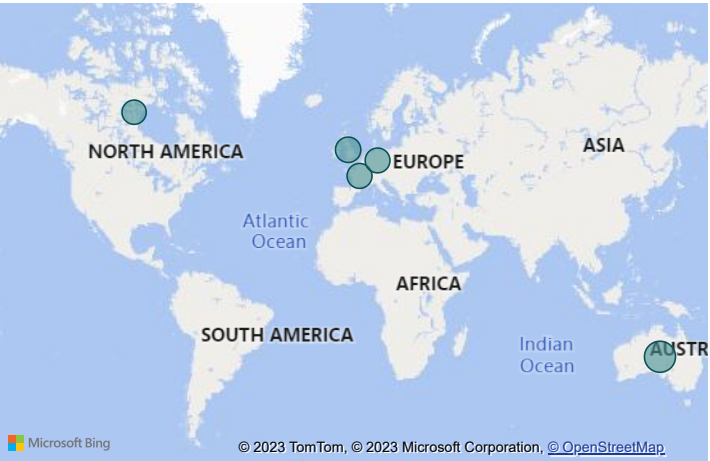 ASIA
NORTH AMERICA
EUROPE
Atlantic
Ocean
AFRICA
SOUTH AMERICA
Indian
Ocean
AUSTR
Microsoft Bing
© 2023 TomTom, © 2023 Microsoft Corporation, © OpenStreetMap